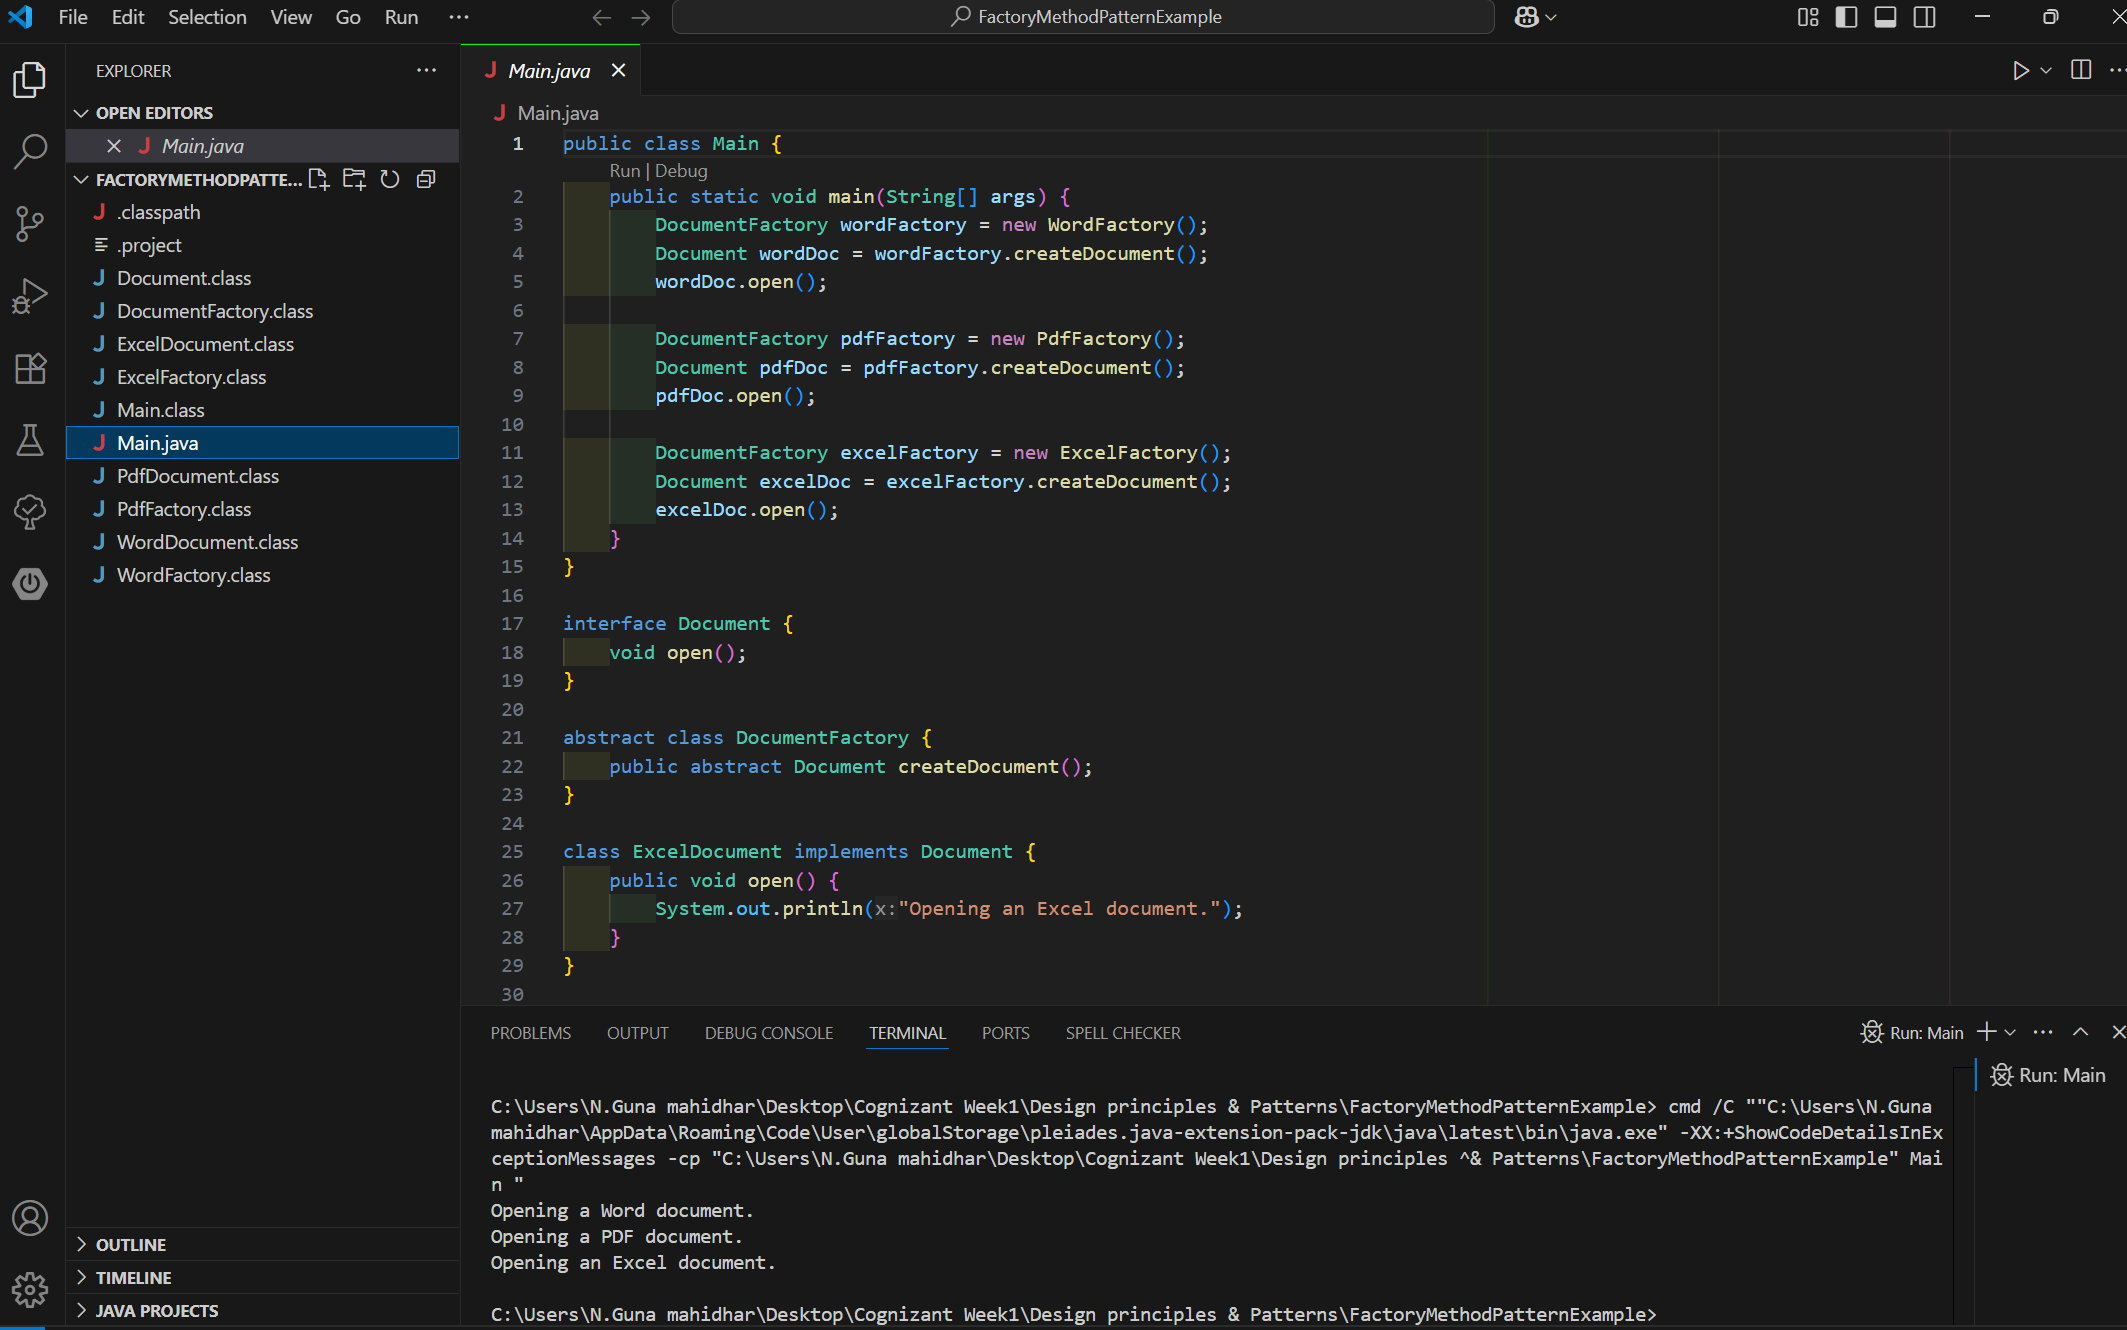 File Edit Selection View Go Run ···
FactoryMethodPatternExample
EXPLORER
OPEN EDITORS
Main.java
FACTORYMETHODPATTE...
.classpath
.project
Document.class
DocumentFactory.class
ExcelDocument.class
ExcelFactory.class
Main.class
Main.java
PdfDocument.class
PdfFactory.class
WordDocument.class
WordFactory.class
OUTLINE
TIMELINE
JAVA PROJECTS
Main.java
Main.java
1 public class Main {
Run | Debug
2 public static void main(String[] args) {
3 DocumentFactory wordFactory = new WordFactory();
4 Document wordDoc = wordFactory.createDocument();
5 wordDoc.open();
6
7 DocumentFactory pdfFactory = new PdfFactory();
8 Document pdfDoc = pdfFactory.createDocument();
9 pdfDoc.open();
10
11 DocumentFactory excelFactory = new ExcelFactory();
12 Document excelDoc = excelFactory.createDocument();
13 excelDoc.open();
14 }
15 }
16
17 interface Document {
18 void open();
19 }
20
21 abstract class DocumentFactory {
22 public abstract Document createDocument();
23 }
24
25 class ExcelDocument implements Document {
26 public void open() {
27 System.out.println(x:"Opening an Excel document.");
28 }
29 }
30
PROBLEMS OUTPUT DEBUG CONSOLE TERMINAL PORTS SPELL CHECKER
Run: Main
Run: Main
C:\Users\N.Guna mahidhar\Desktop\Cognizant Week1\Design principles & Patterns\FactoryMethodPatternExample> cmd /C ""C:\Users\N.Guna
mahidhar\AppData\Roaming\Code\User\globalStorage\pleiades.java-extension-pack-jdk\java\latest\bin\java.exe" -XX:+ShowCodeDetailsInEx
ceptionMessages -cp "C:\Users\N.Guna mahidhar\Desktop\Cognizant Week1\Design principles ^& Patterns\FactoryMethodPatternExample" Mai
n "
Opening a Word document.
Opening a PDF document.
Opening an Excel document.
C:\Users\N.Guna mahidhar\Desktop\Cognizant Week1\Design principles & Patterns\FactoryMethodPatternExample>